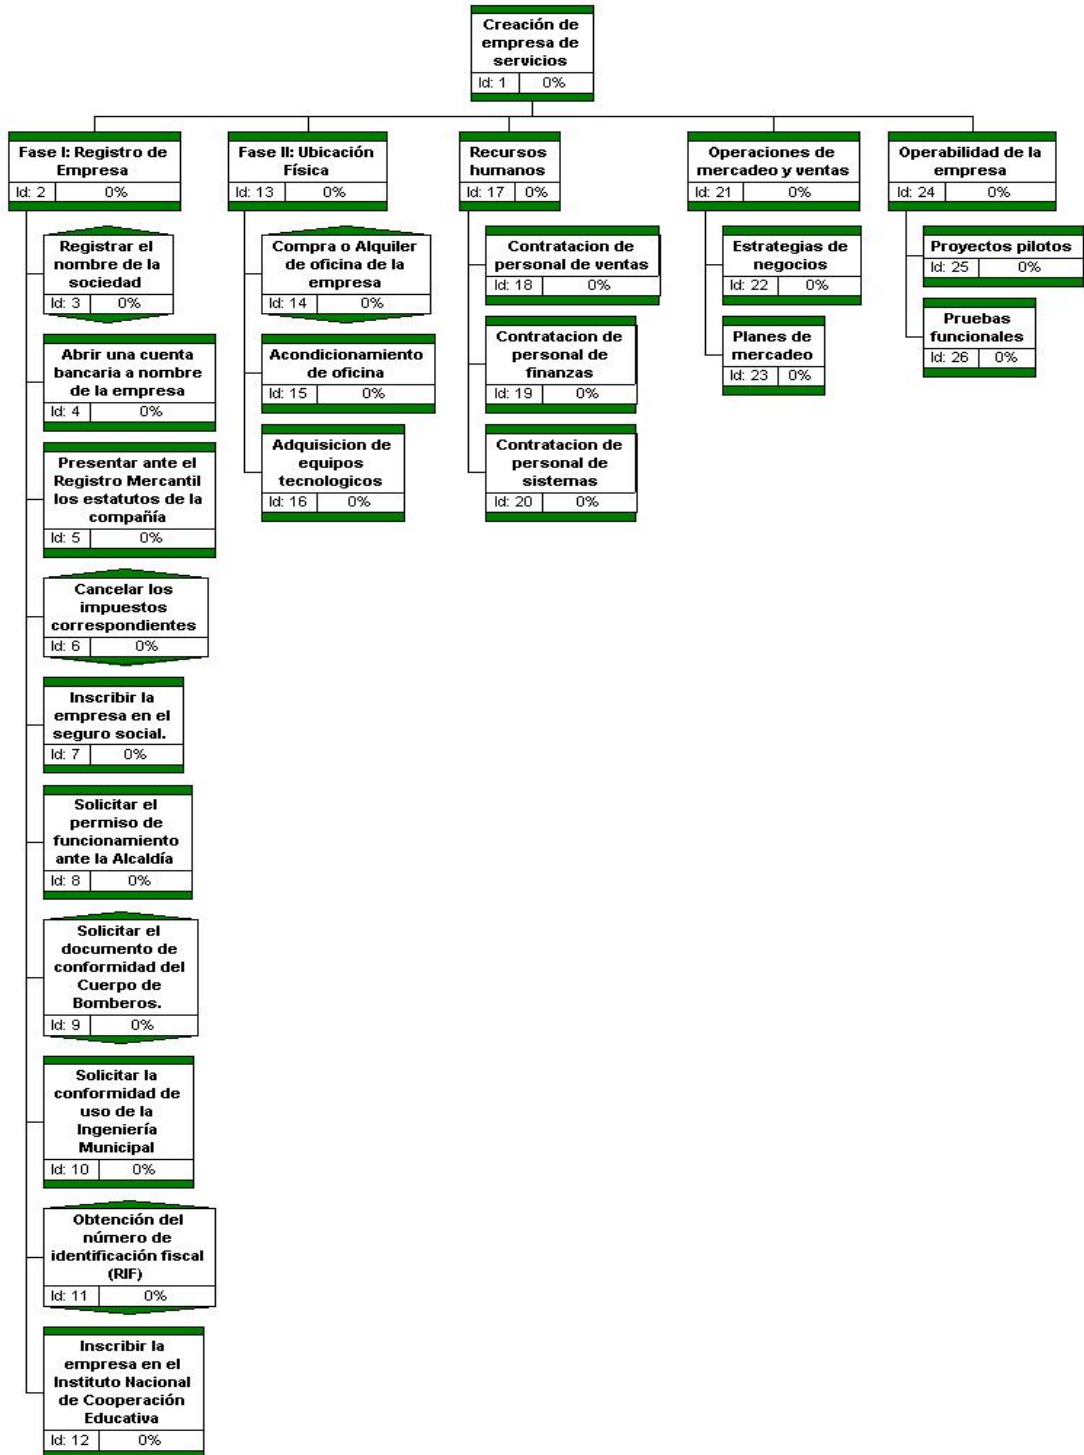 Creación de
empresa de
servicios
Id: 1 0%
Fase I: Registro de
Empresa
Id: 2 0%
Registrar el
nombre de la
sociedad
Id: 3 0%
Abrir una cuenta
bancaria a nombre
de la empresa
Id: 4 0%
Presentar ante el
Registro Mercantil
los estatutos de la
compañía
Id: 5 0%
Cancelar los
impuestos
correspondientes
Id: 6 0%
Inscribir la
empresa en el
seguro social.
Id: 7 0%
Solicitar el
permiso de
funcionamiento
ante la Alcaldía
Id: 8 0%
Solicitar el
documento de
conformidad del
Cuerpo de
Bomberos.
Id: 9 0%
Solicitar la
conformidad de
uso de la
Ingeniería
Municipal
Id: 10 0%
Obtención del
número de
identificación fiscal
(RIF)
Id: 11 0%
Inscribir la
empresa en el
Instituto Nacional
de Cooperación
Educativa
Id: 12 0%
Fase II: Ubicación
Física
Id: 13 0%
Compra o Alquiler
de oficina de la
empresa
Id: 14 0%
Acondicionamiento
de oficina
Id: 15 0%
Adquisicion de
equipos
tecnologicos
Id: 16 0%
Recursos
humanos
Id: 17 0%
Contratacion de
personal de ventas
Id: 18 0%
Contratacion de
personal de
finanzas
Id: 19 0%
Contratacion de
personal de
sistemas
Id: 20 0%
Operaciones de
mercadeo y ventas
Id: 21 0%
Estrategias de
negocios
Id: 22 0%
Planes de
mercadeo
Id: 23 0%
Operabilidad de la
empresa
Id: 24 0%
Proyectos pilotos
Id: 25 0%
Pruebas
funcionales
Id: 26 0%